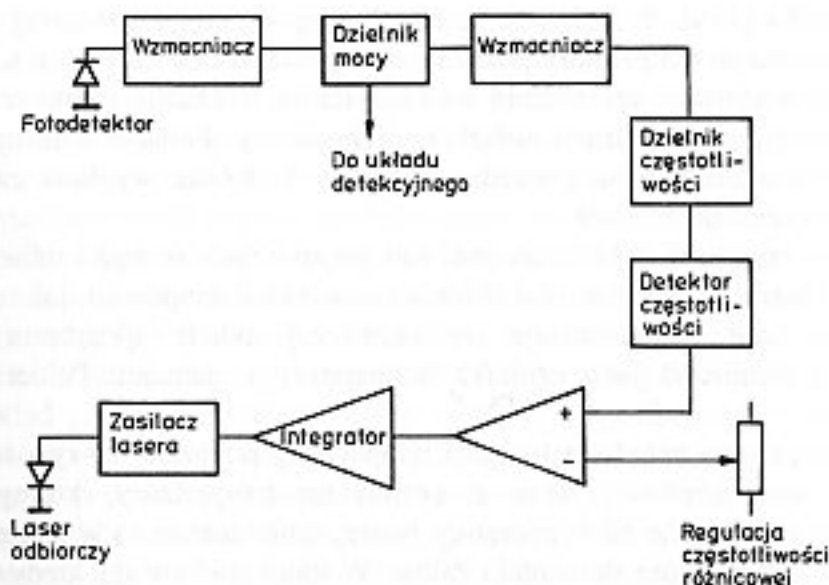 Wzmacniacz
Dzielnik
mocy
Wzmacniacz
Fotodetektor
Do układu
detekcyjnego
Dzielnik
częstotli-
wości
Detektor
częstotli-
wości
+
-
Zasilacz
lasera
Integrator
Laser
odbiorczy
Regulacja
częstotliwości
różnicowej